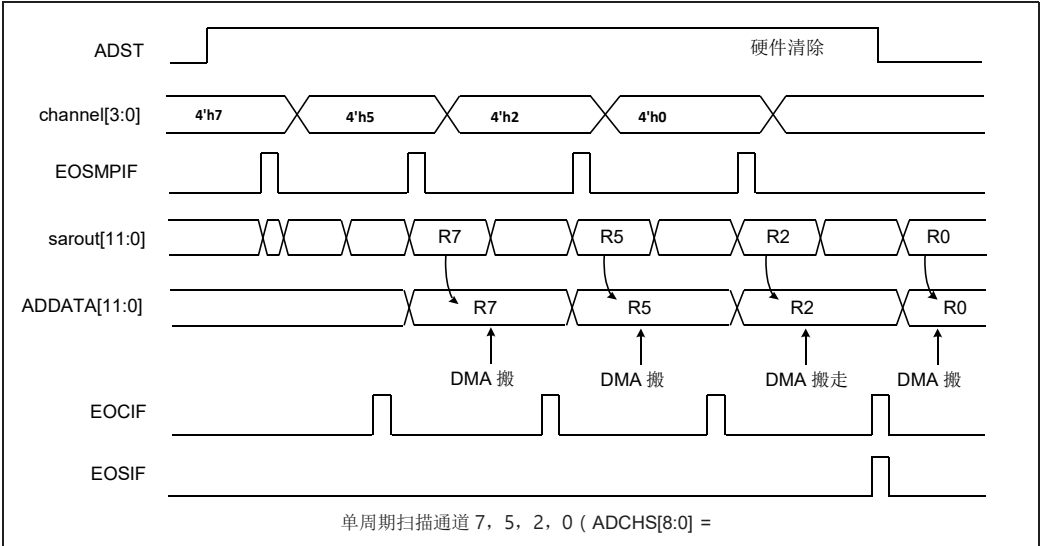 ADST 硬件清除
channel[3:0] 4'h7 4'h5 4'h2 4'h0
EOSMPIF
sarout[11:0] R7 R5 R2 R0
ADDATA[11:0] R7 R5 R2 R0
DMA 搬 DMA 搬 DMA 搬走 DMA 搬
EOCIF
EOSIF
单周期扫描通道 7，5，2，0 ( ADCHS[8:0] =